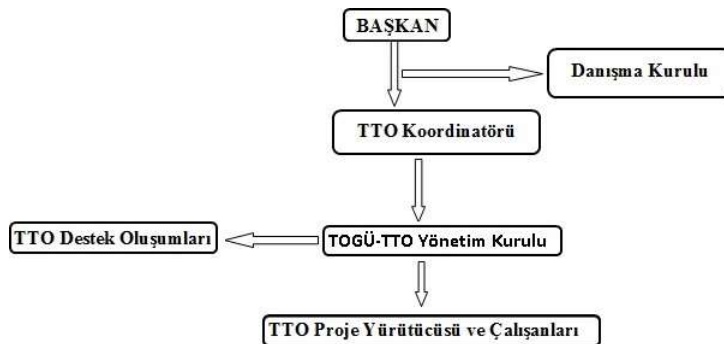 BAŞKAN
Danışma Kurulu
TTO Koordinatörü
TTO Destek Oluşumları
TOGÜ-TTO Yönetim Kurulu
TTO Proje Yürütücüsü ve Çalışanları